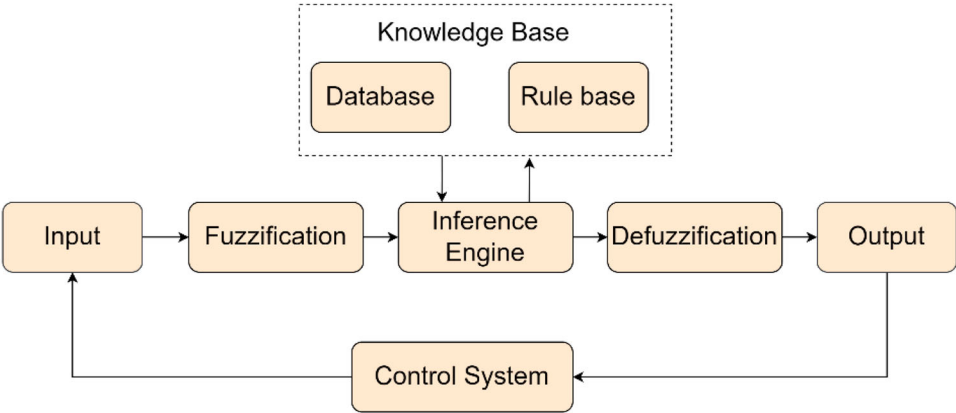 Knowledge Base
Database
Rule base
Input
Fuzzification
Inference
Engine
Defuzzification
Output
Control System